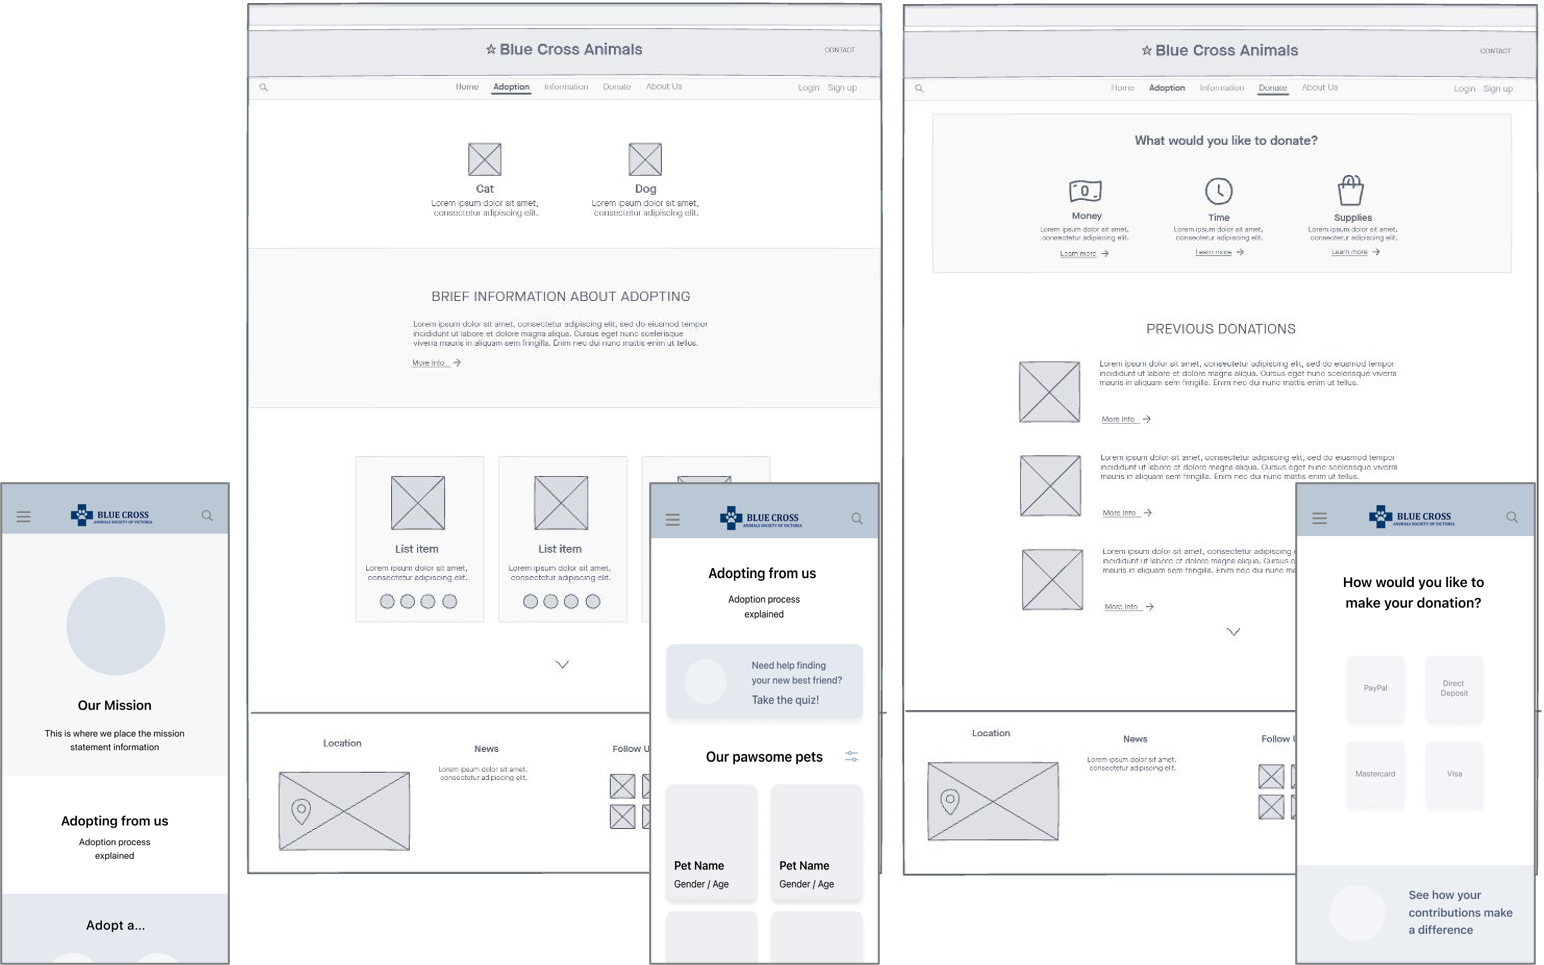 Blue Cross Animals
CONTACT
Home Adoption Information Donate About Us
Login Sign up
Cat
Lorem ipsum dolor sit amet,
consectetur adipiscing elit.
Dog
Lorem ipsum dolor sit amet,
consectetur adipiscing elit.
BRIEF INFORMATION ABOUT ADOPTING
Lorem ipsum dolor sit amet, consectetur adipiscing elit, sed do eiusmod tempor
incididunt ut labore et dolore magna aliqua. Cursus eget nunc scelerisque
viverra mauris in aliquam sem fringilla. Enim nec dui nunc mattis enim ut tellus.
More Info
List item
Lorem ipsum dolor sit amet,
consectetur adipiscing elit.
List item
Lorem ipsum dolor sit amet,
consectetur adipiscing elit.
Location
News
Lorem ipsum dolor sit amet,
consectetur adipiscing elit.
Follow U
Blue Cross Animals
CONTACT
Home Adoption Information Donate About Us
Login Sign up
What would you like to donate?
Money
Lorem ipsum dolor sit amet,
consectetur adipiscing elit.
Learn more
Time
Lorem ipsum dolor sit amet,
consectetur adipiscing elit.
Learn more
Supplies
Lorem ipsum dolor sit amet,
consectetur adipiscing elit.
Learn more
PREVIOUS DONATIONS
Lorem ipsum dolor sit amet, consectetur adipiscing elit, sed do eiusmod tempor
incididunt ut labore et dolore magna aliqua. Cursus eget nunc scelerisque viverra
mauris in aliquam sem fringilla. Enim nec dui nunc mattis enim ut tellus.
More Info
Lorem ipsum dolor sit amet, consectetur adipiscing elit, sed do eiusmod tempor
incididunt ut labore et dolore magna aliqua. Cursus eget nunc scelerisque viverra
mauris in aliquam sem fringilla. Enim nec dui nunc mattis enim ut tellus.
More Info
Lorem ipsum dolor sit amet, consectetur adipiscing
incididunt ut labore et dolore magna aliqua. Cursus
mauris in aliquam sem fringilla. Enim nec dui nunc
More Info
Location
News
Lorem ipsum dolor sit amet,
consectetur adipiscing elit.
Follow U
BLUE CROSS
ANIMALS SOCIETY OF VICTORIA
Our Mission
This is where we place the mission
statement information
Adopting from us
Adoption process
explained
Adopt a...
BLUE CROSS
ANIMALS SOCIETY OF VICTORIA
Adopting from us
Adoption process
explained
Need help finding
your new best friend?
Take the quiz!
Our pawsome pets
Pet Name
Gender / Age
Pet Name
Gender / Age
BLUE CROSS
ANIMALS SOCIETY OF VICTORIA
How would you like to
make your donation?
PayPal
Direct
Deposit
Mastercard
Visa
See how your
contributions make
a difference